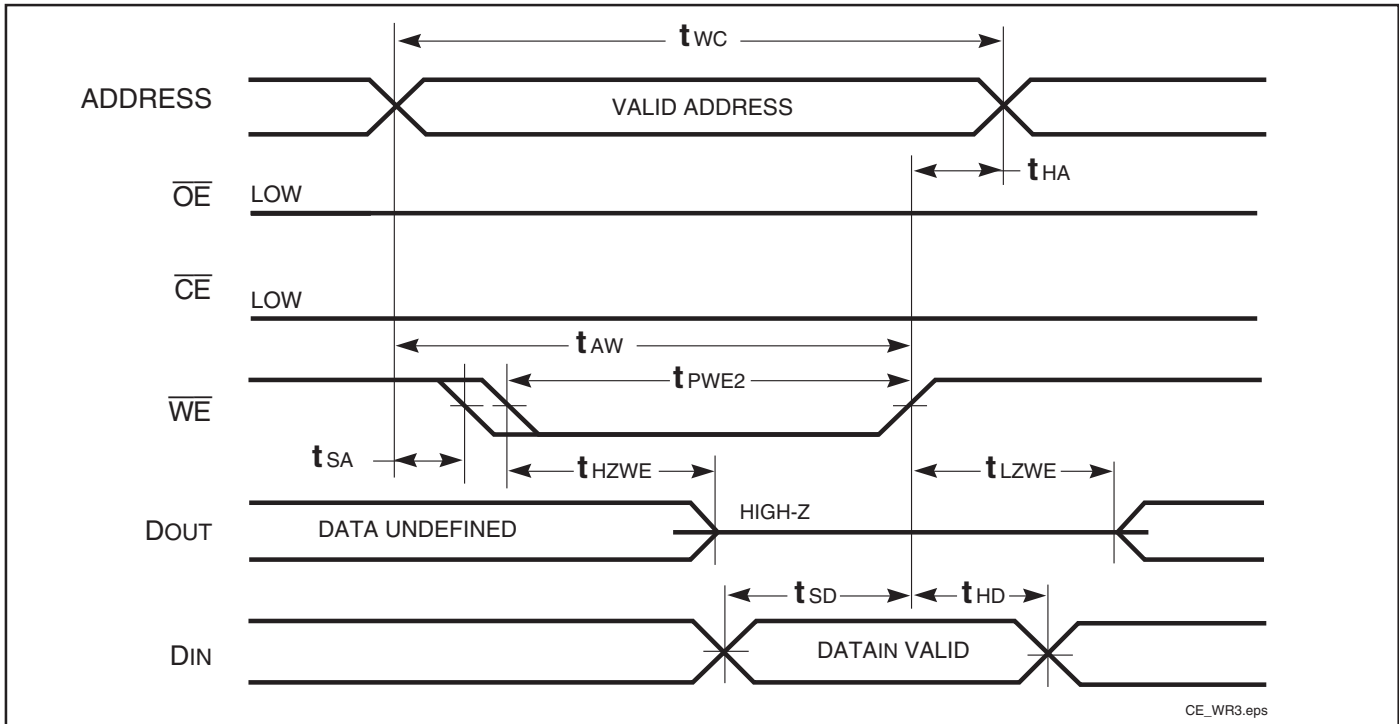 tWC
ADDRESS
VALID ADDRESS
tHA
OE
LOW
CE
LOW
tAW
tPWE2
WE
tSA
tHZWE
tLZWE
DOUT
DATA UNDEFINED
HIGH-Z
tSD
tHD
DIN
DATAIN VALID
CE_WR3.eps